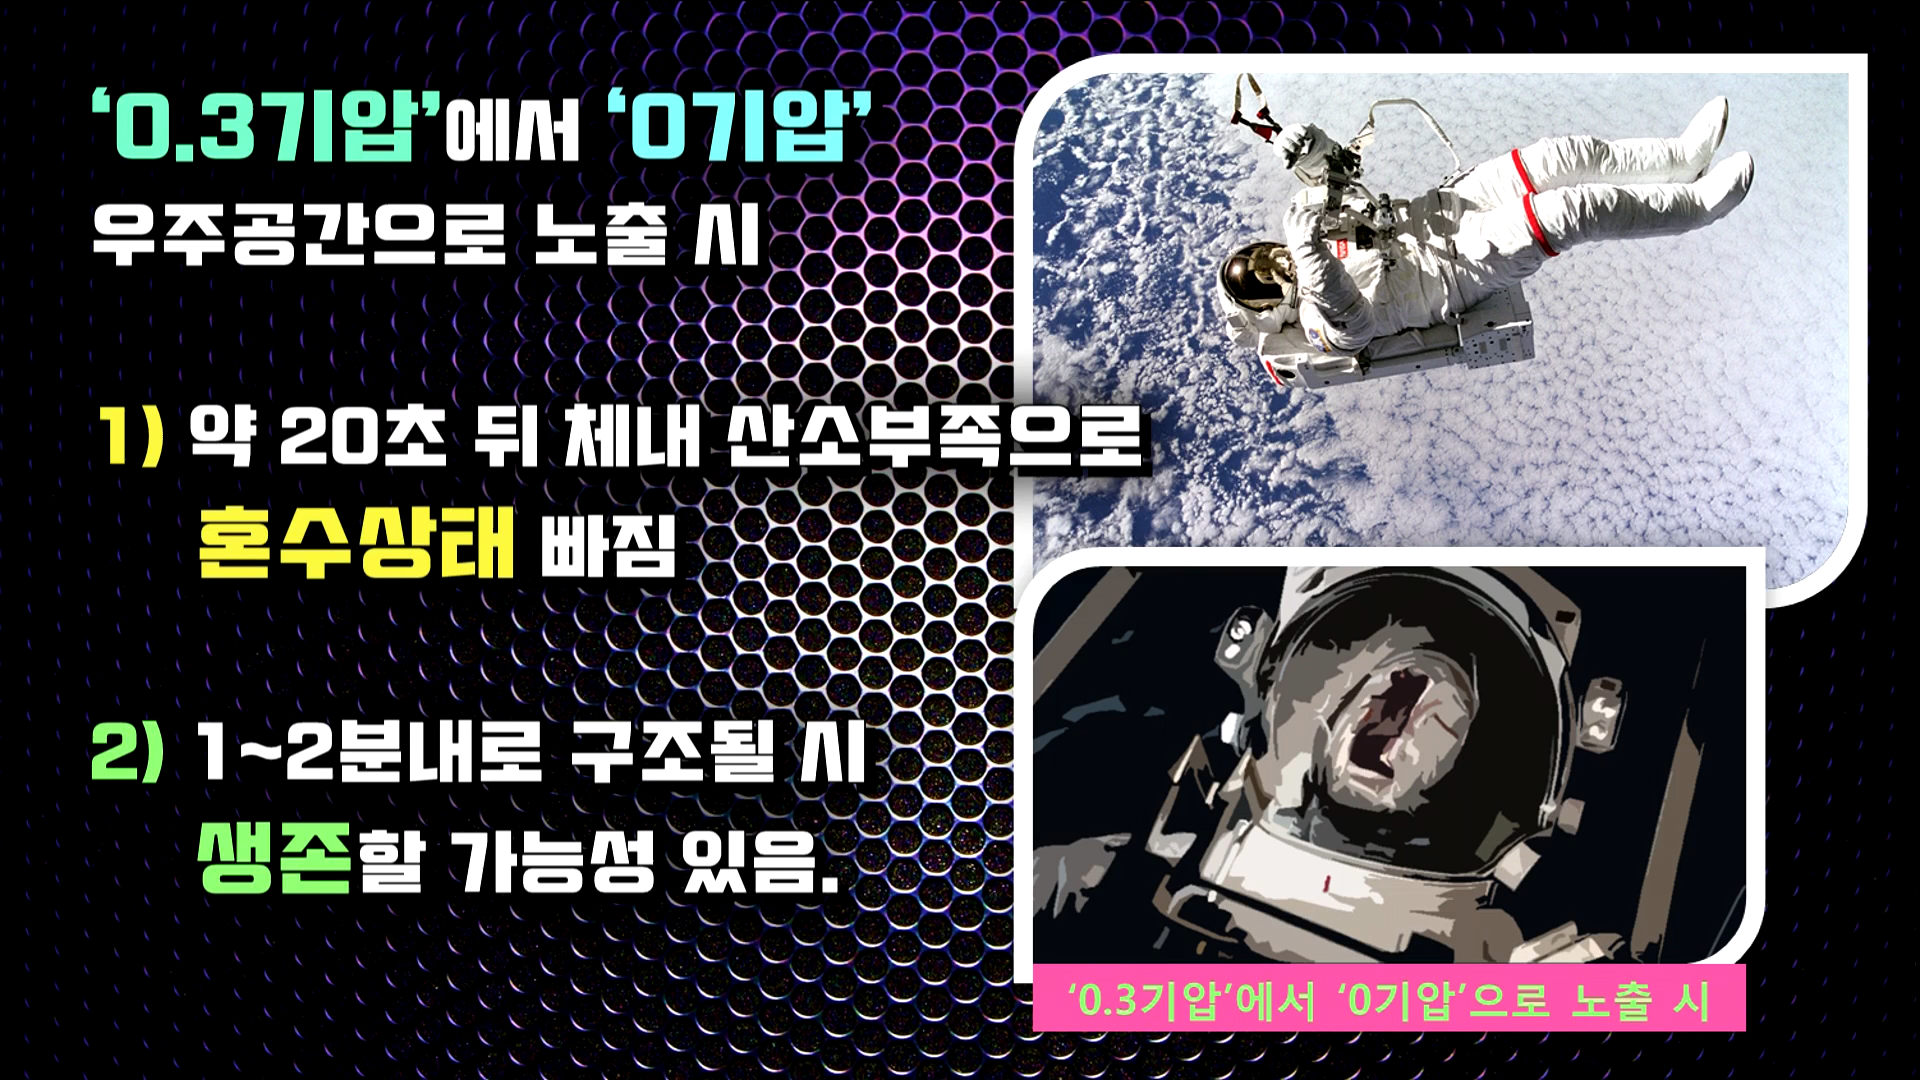 ‘0.3기압’에서 ‘0기압’
우주공간으로 노출 시
1) 약 20초 뒤 체내 산소부족으로
혼수상태 빠짐
2) 1~2분내로 구조될 시
생존할 가능성 있음.
‘0.3기압’에서 ‘0기압’으로 노출 시